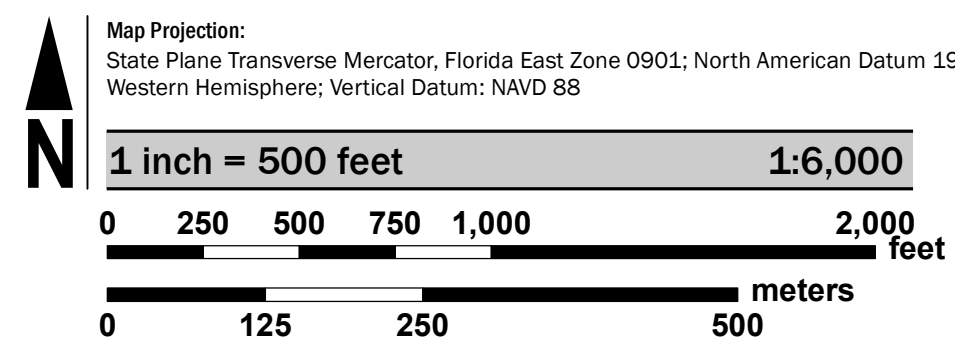 Map Projection:
State Plane Transverse Mercator, Florida East Zone 0901; North American Datum 19
Western Hemisphere; Vertical Datum: NAVD 88
N
1 inch = 500 feet 1:6,000
0 250 500 750 1,000 2,000
feet
meters
0 125 250 500